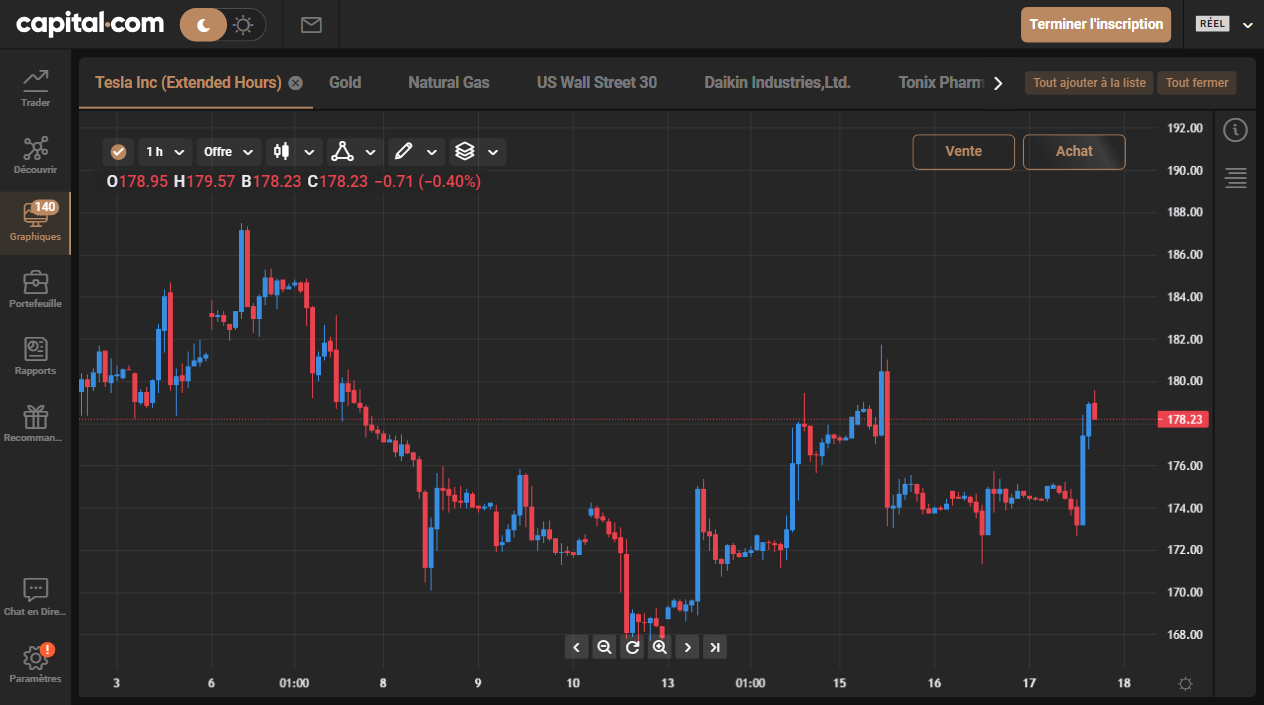 capital.com
Terminer l'inscription
RÉEL
Trader
Découvrir
140
Graphiques
Portefeuille
Rapports
Recomman...
Chat en Dire...
!
Paramètres
Tesla Inc (Extended Hours) Gold Natural Gas US Wall Street 30 Daikin Industries,Ltd. Tonix Pharm
Tout ajouter à la liste Tout fermer
1 h Offre
Vente Achat
O178.95 H179.57 B178.23 C178.23 −0.71 (−0.40%)
192.00
190.00
188.00
186.00
184.00
182.00
180.00
178.23
176.00
174.00
172.00
170.00
168.00
3 6 01:00 8 9 10 13 01:00 15 16 17 18